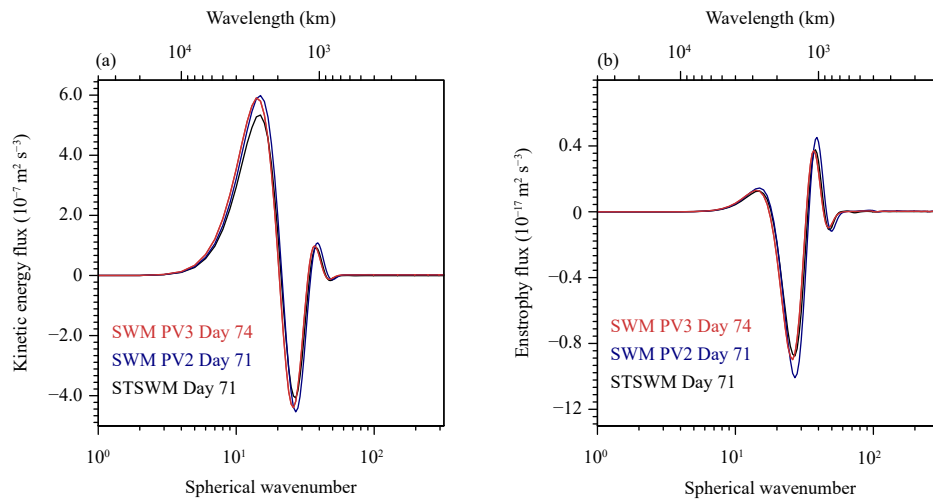 Wavelength (km)
10⁴ 10³
(a)
6.0
4.0
2.0
0
−2.0
−4.0
Kinetic energy flux (10⁻⁷ m² s⁻³)
SWM PV3 Day 74
SWM PV2 Day 71
STSWM Day 71
10⁰ 10¹ 10²
Spherical wavenumber
Wavelength (km)
10⁴ 10³
(b)
0.4
0
−0.4
−0.8
−12
Enstrophy flux (10⁻¹⁷ m² s⁻³)
SWM PV3 Day 74
SWM PV2 Day 71
STSWM Day 71
10⁰ 10¹ 10²
Spherical wavenumber